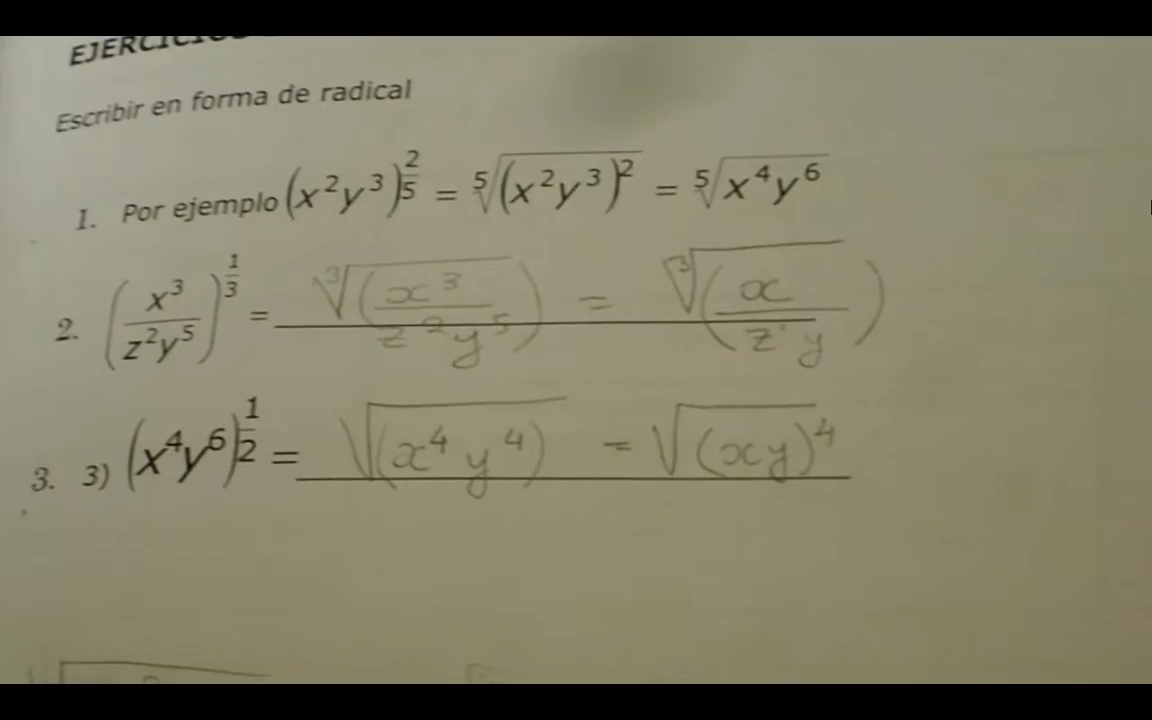 EJERCICIOS
Escribir en forma de radical
1. Por ejemplo (x²y³)^(2/5) = ⁵√(x²y³)² = ⁵√x⁴y⁶
2. (x³/z²y⁵)^(1/3) = ³√(x³/z²y⁵) = ³√(x/z'y)
3. 3) (x⁴y⁶)^(1/2) = √(x⁴y⁴) = √(xy)⁴